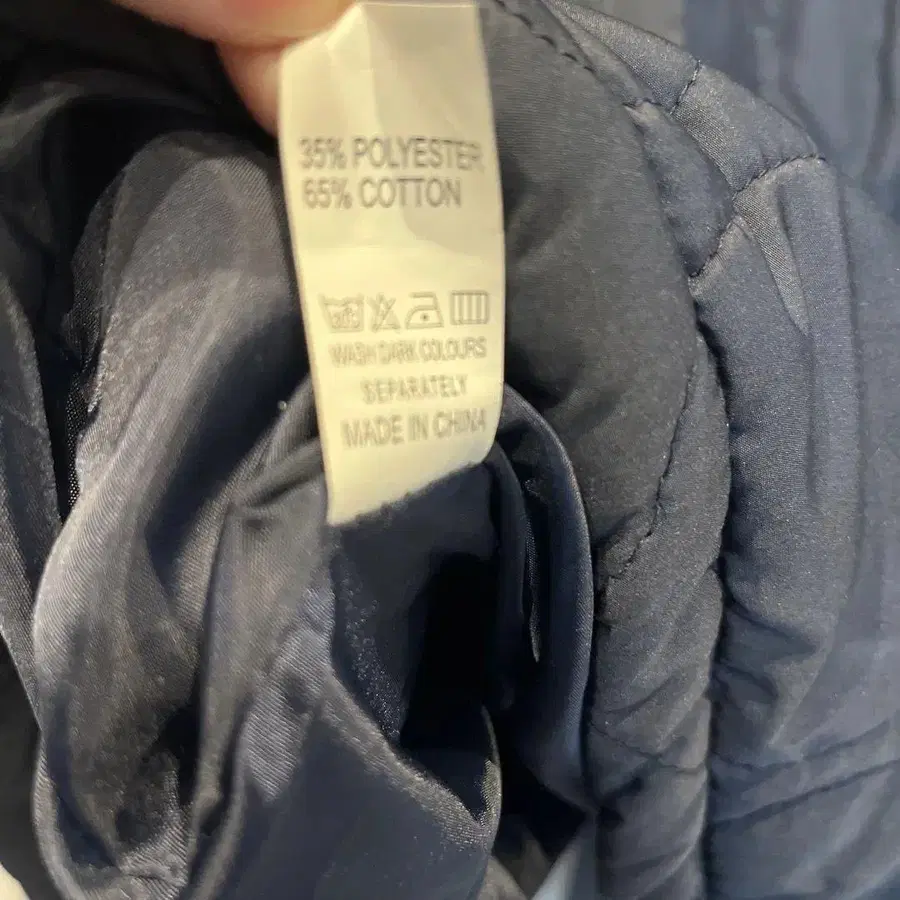 35% POLYESTER
65% COTTON
WASH DARK COLOURS
SEPARATELY
MADE IN CHINA